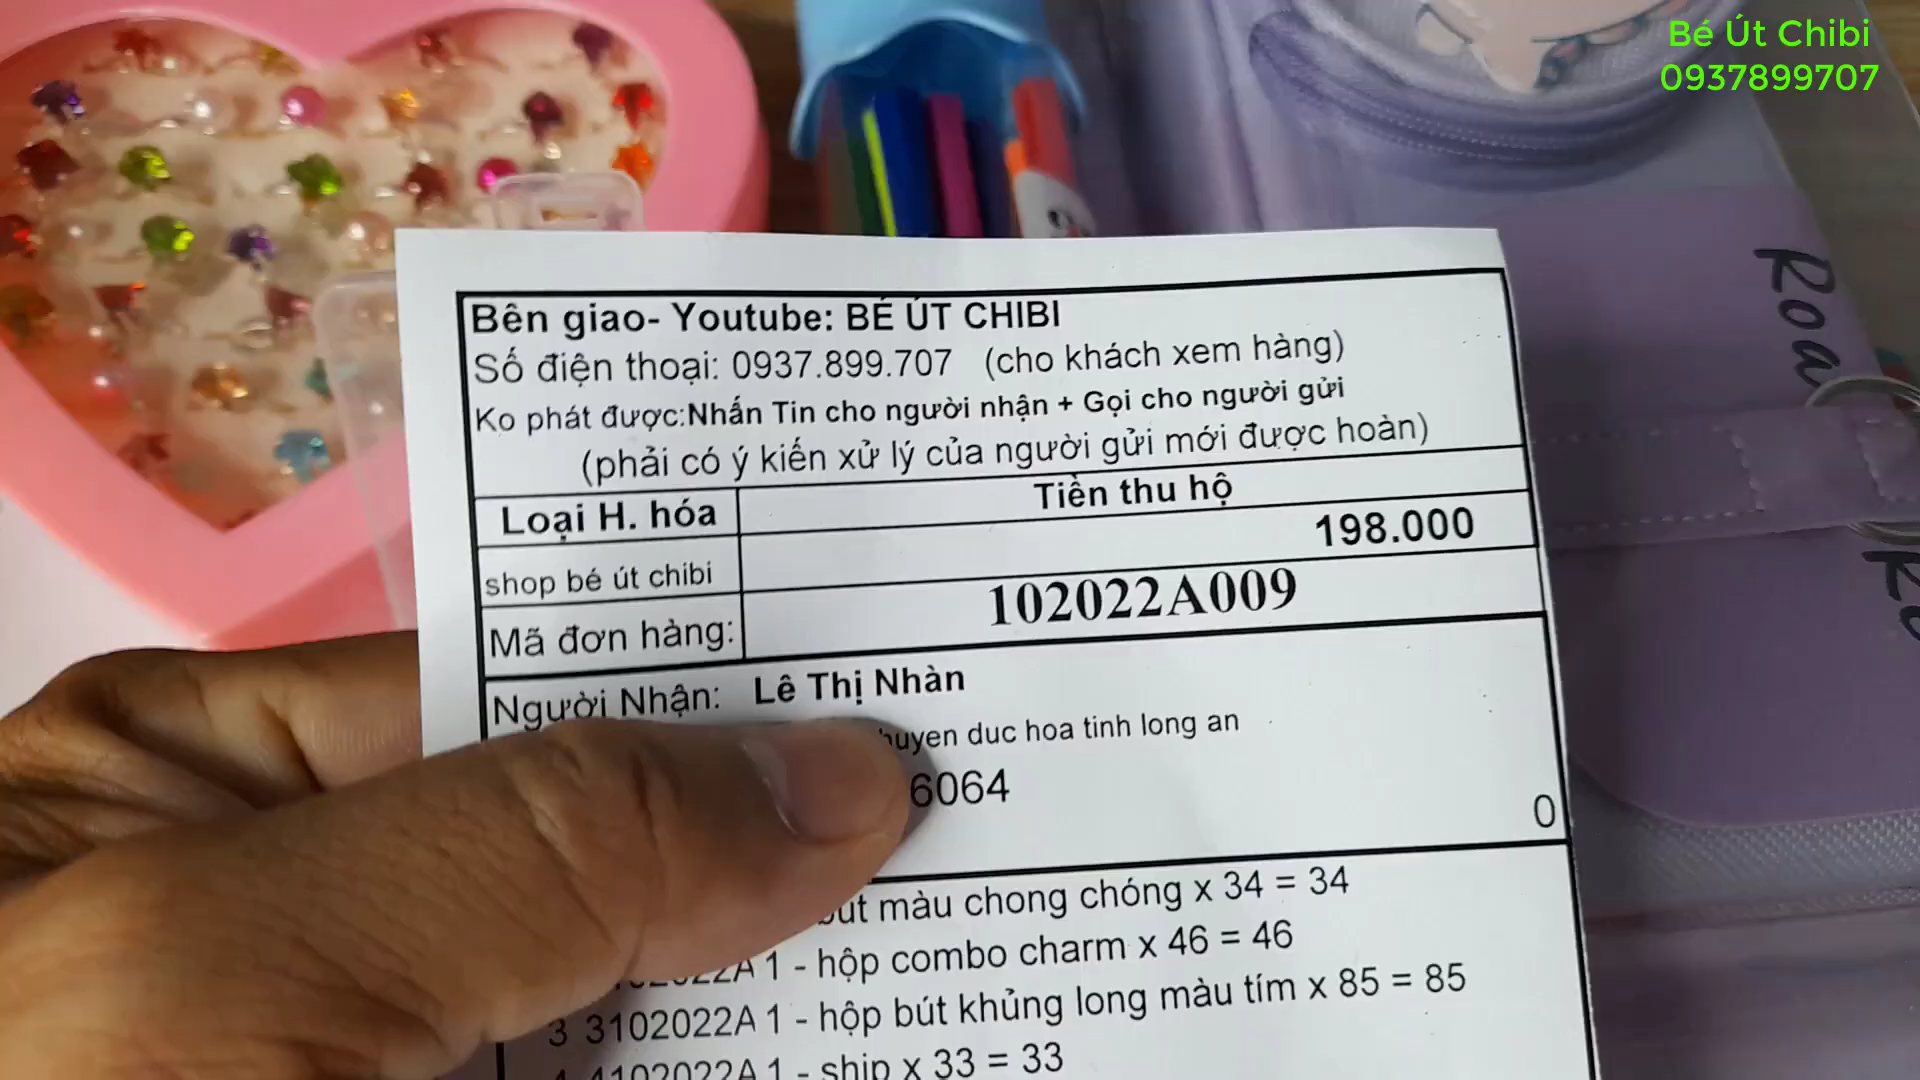 Bé Út Chibi
0937899707
Roa
Bên giao- Youtube: BÉ ÚT CHIBI
Số điện thoại: 0937.899.707 (cho khách xem hàng)
Ko phát được:Nhắn Tin cho người nhận + Gọi cho người gửi
(phải có ý kiến xử lý của người gửi mới được hoàn)
Loại H. hóa Tiền thu hộ
shop bé út chibi 198.000
Mã đơn hàng: 102022A009
Người Nhận: Lê Thị Nhàn
huyen duc hoa tinh long an
6064
0
bút màu chong chóng x 34 = 34
1 - hộp combo charm x 46 = 46
3 3102022A 1 - hộp bút khủng long màu tím x 85 = 85
4 4102022A 1 - ship x 33 = 33